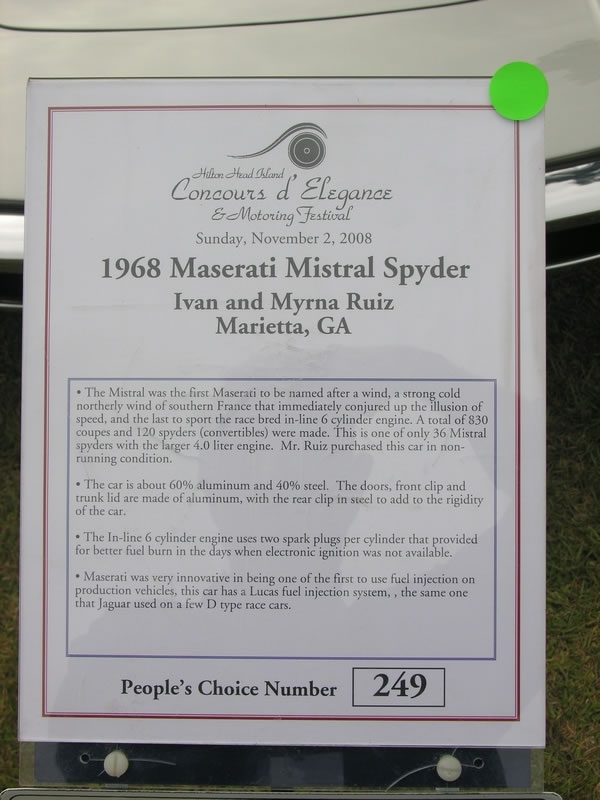 Hilton Head Island
Concours d'Elegance
& Motoring Festival
Sunday, November 2, 2008
1968 Maserati Mistral Spyder
Ivan and Myrna Ruiz
Marietta, GA
• The Mistral was the first Maserati to be named after a wind, a strong cold
northerly wind of southern France that immediately conjured up the illusion of
speed, and the last to sport the race bred in-line 6 cylinder engine. A total of 830
coupes and 120 spyders (convertibles) were made. This is one of only 36 Mistral
spyders with the larger 4.0 liter engine. Mr. Ruiz purchased this car in non-
running condition.
• The car is about 60% aluminum and 40% steel. The doors, front clip and
trunk lid are made of aluminum, with the rear clip in steel to add to the rigidity
of the car.
• The In-line 6 cylinder engine uses two spark plugs per cylinder that provided
for better fuel burn in the days when electronic ignition was not available.
• Maserati was very innovative in being one of the first to use fuel injection on
production vehicles, this car has a Lucas fuel injection system, , the same one
that Jaguar used on a few D type race cars.
People's Choice Number 249